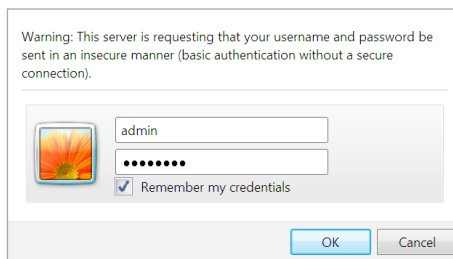 Warning: This server is requesting that your username and password be
sent in an insecure manner (basic authentication without a secure
connection).
admin
••••••••
Remember my credentials
OK Cancel